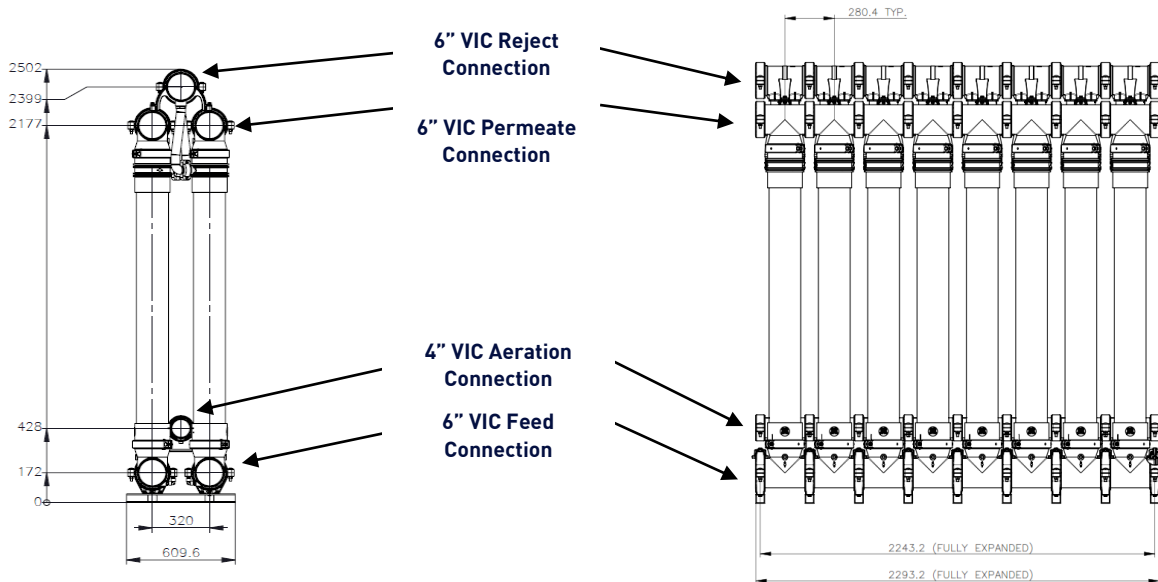 280.4 TYP.
6” VIC Reject
Connection
2502
2399
2177
6” VIC Permeate
Connection
4” VIC Aeration
Connection
428
6” VIC Feed
Connection
172
0
320
609.6
2243.2 (FULLY EXPANDED)
2293.2 (FULLY EXPANDED)